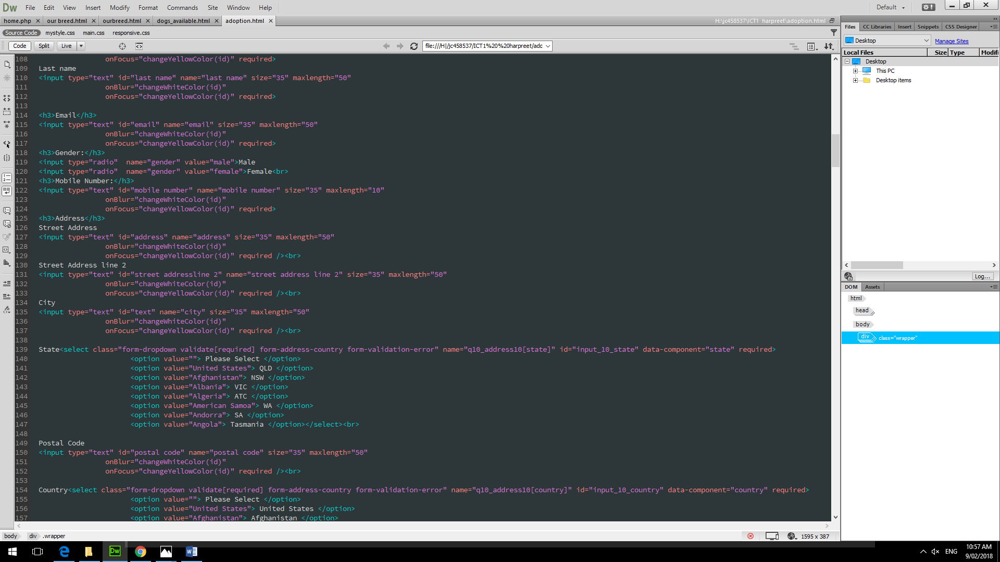 Dw File Edit View Insert Modify Format Commands Site Window Help Default
home.php × our breed.html × ourbreed.html × dogs_available.html × adoption.html × H:\jc458537\ICT1 harpreet\adoption.html
Source Code mystyle.css main.css responsive.css
Code Split Live file:///H|/jc458537/ICT1%20%20harpreet/adc
108 onFocus="changeYellowColor(id)" required>
109 Last name
110 <input type="text" id="last name" name="last name" size="35" maxlength="50"
111 onBlur="changeWhiteColor(id)"
112 onFocus="changeYellowColor(id)" required>
113
114 <h3>Email</h3>
115 <input type="text" id="email" name="email" size="35" maxlength="50"
116 onBlur="changeWhiteColor(id)"
117 onFocus="changeYellowColor(id)" required>
118 <h3>Gender:</h3>
119 <input type="radio"  name="gender" value="male">Male
120 <input type="radio"  name="gender" value="female">Female<br>
121 <h3>Mobile Number:</h3>
122 <input type="text" id="mobile number" name="mobile number" size="35" maxlength="10"
123 onBlur="changeWhiteColor(id)"
124 onFocus="changeYellowColor(id)" required>
125 <h3>Address</h3>
126 Street Address
127 <input type="text" id="address" name="address" size="35" maxlength="50"
128 onBlur="changeWhiteColor(id)"
129 onFocus="changeYellowColor(id)" required /><br>
130 Street Address line 2
131 <input type="text" id="street addressline 2" name="street address line 2" size="35" maxlength="50"
132 onBlur="changeWhiteColor(id)"
133 onFocus="changeYellowColor(id)" required /><br>
134 City
135 <input type="text" id="text" name="city" size="35" maxlength="50"
136 onBlur="changeWhiteColor(id)"
137 onFocus="changeYellowColor(id)" required /><br>
138
139 State<select class="form-dropdown validate[required] form-address-country form-validation-error" name="q10_address10[state]" id="input_10_state" data-component="state" required>
140 <option value=""> Please Select </option>
141 <option value="United States"> QLD </option>
142 <option value="Afghanistan"> NSW </option>
143 <option value="Albania"> VIC </option>
144 <option value="Algeria"> ATC </option>
145 <option value="American Samoa"> WA </option>
146 <option value="Andorra"> SA </option>
147 <option value="Angola"> Tasmania </option></select><br>
148
149 Postal Code
150 <input type="text" id="postal code" name="postal code" size="35" maxlength="50"
151 onBlur="changeWhiteColor(id)"
152 onFocus="changeYellowColor(id)" required /><br>
153
154 Country<select class="form-dropdown validate[required] form-address-country form-validation-error" name="q10_address10[country]" id="input_10_country" data-component="country" required>
155 <option value=""> Please Select </option>
156 <option value="United States"> United States </option>
157 <option value="Afghanistan"> Afghanistan </option>
body div .wrapper 1595 x 387
Files CC Libraries Insert Snippets CSS Designer
Desktop Manage Sites
Local Files Size Type Modifi
Desktop
This PC
Desktop items
Log...
DOM Assets
html
head
body
div class="wrapper"
Dw ENG 10:57 AM
9/02/2018